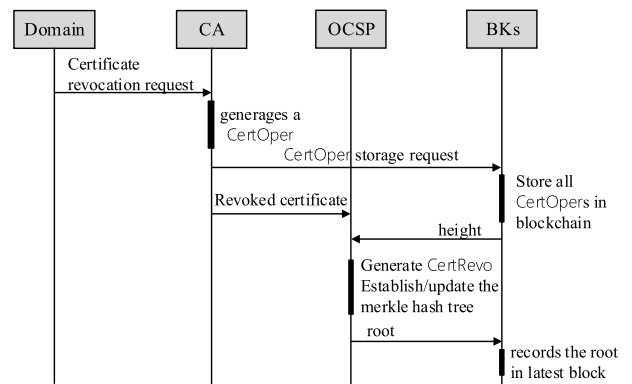 Domain CA OCSP BKs
Certificate
revocation request
generages a
CertOper
CertOper storage request
Store all
CertOpers in
blockchain
Revoked certificate
height
Generate CertRevo
Establish/update the
merkle hash tree
root
records the root
in latest block